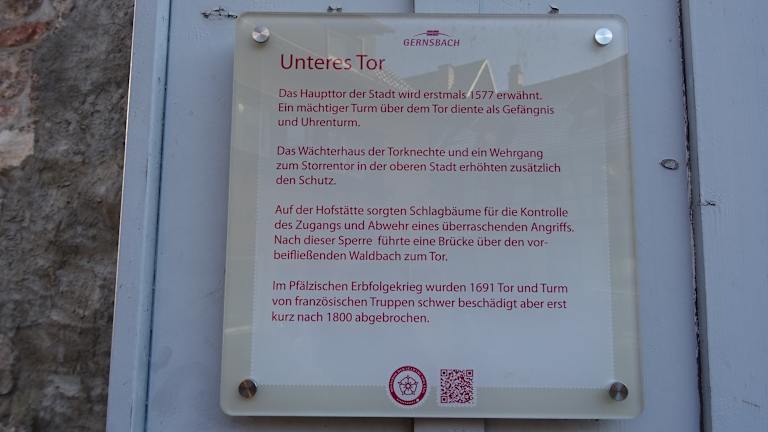 GERNSBACH
Unteres Tor
Das Haupttor der Stadt wird erstmals 1577 erwähnt.
Ein mächtiger Turm über dem Tor diente als Gefängnis
und Uhrenturm.
Das Wächterhaus der Torknechte und ein Wehrgang
zum Storrentor in der oberen Stadt erhöhten zusätzlich
den Schutz.
Auf der Hofstätte sorgten Schlagbäume für die Kontrolle
des Zugangs und Abwehr eines überraschenden Angriffs.
Nach dieser Sperre führte eine Brücke über den vor-
beifließenden Waldbach zum Tor.
Im Pfälzischen Erbfolgekrieg wurden 1691 Tor und Turm
von französischen Truppen schwer beschädigt aber erst
kurz nach 1800 abgebrochen.